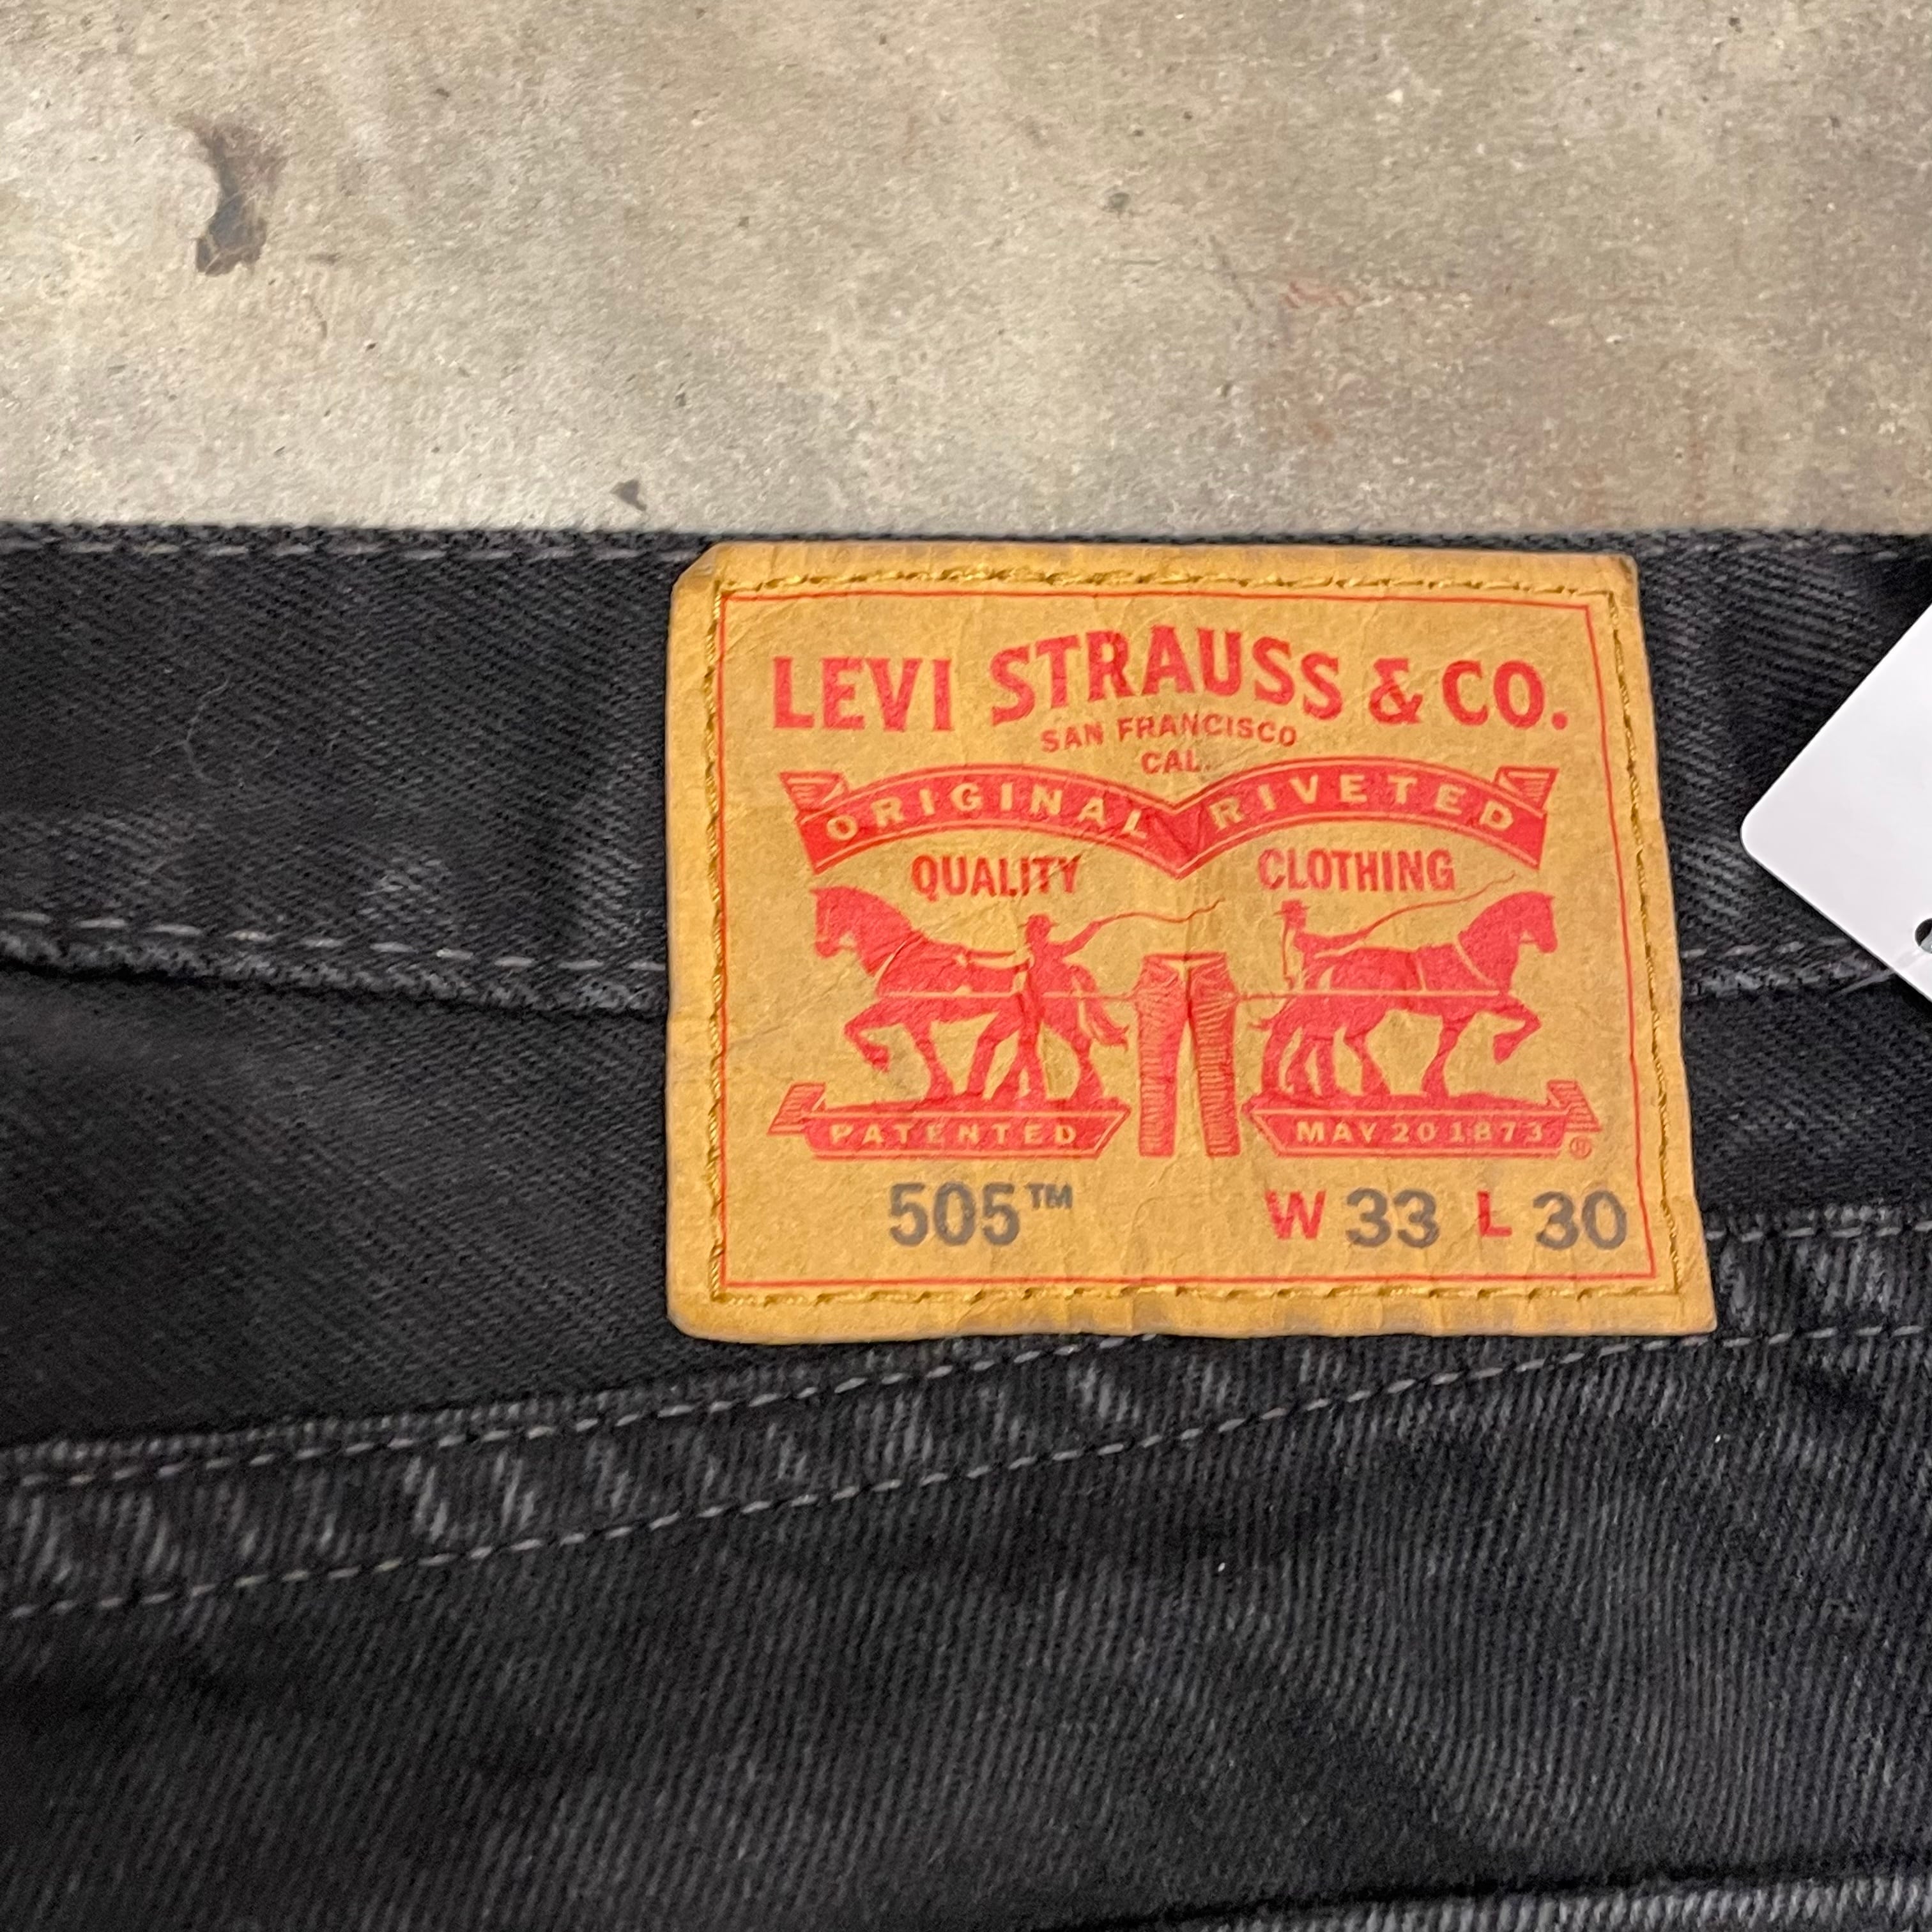 LEVI STRAUSS & CO.
SAN FRANCISCO
CAL.
ORIGINAL RIVETED
QUALITY CLOTHING
PATENTED MAY 20 1873 ®
505™ W 33 L 30